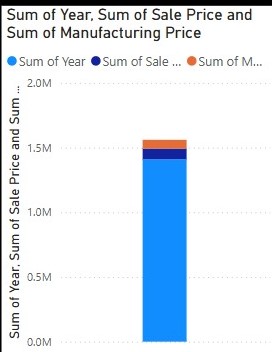 Sum of Year, Sum of Sale Price and
Sum of Manufacturing Price
Sum of Year Sum of Sale ... Sum of M...
Sum of Year, Sum of Sale Price and Sum ...
2.0M
1.5M
1.0M
0.5M
0.0M